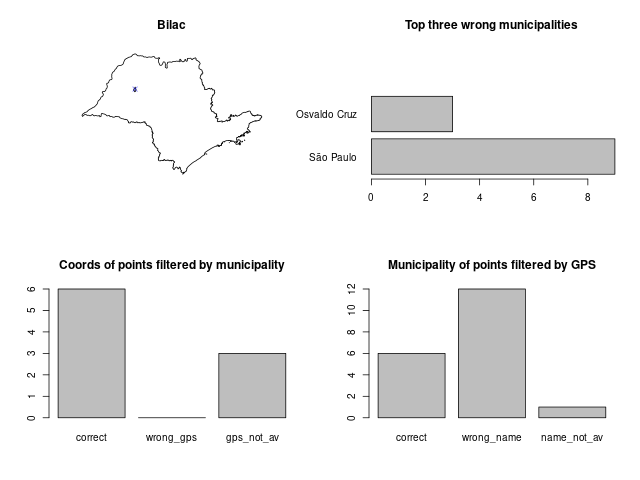 Bilac
Top three wrong municipalities
Osvaldo Cruz
São Paulo
0 2 4 6 8
Coords of points filtered by municipality
0 1 2 3 4 5 6
correct wrong_gps gps_not_av
Municipality of points filtered by GPS
0 2 4 6 8 10 12
correct wrong_name name_not_av